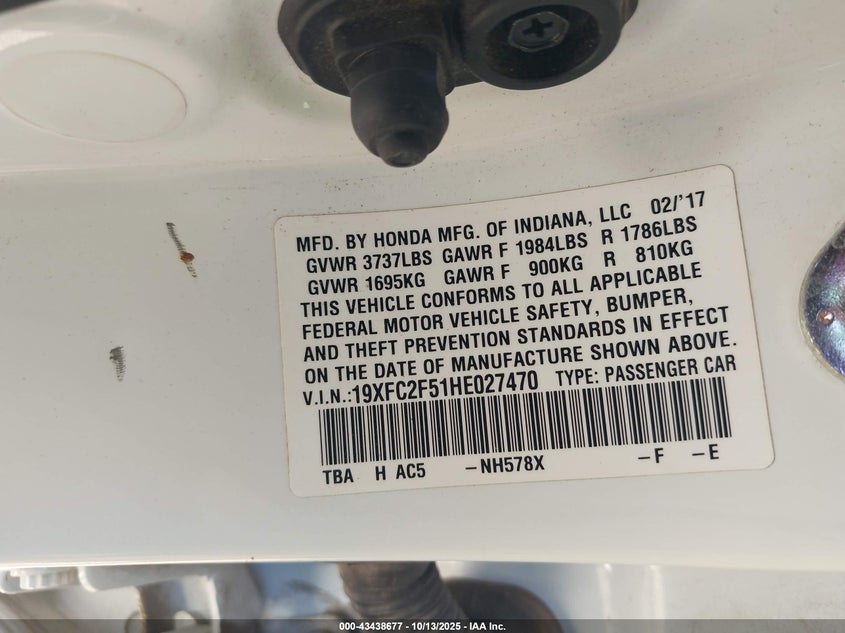 MFD. BY HONDA MFG. OF INDIANA, LLC 02/'17
GVWR 3737LBS GAWR F 1984LBS R 1786LBS
GVWR 1695KG GAWR F 900KG R 810KG
THIS VEHICLE CONFORMS TO ALL APPLICABLE
FEDERAL MOTOR VEHICLE SAFETY, BUMPER,
AND THEFT PREVENTION STANDARDS IN EFFECT
ON THE DATE OF MANUFACTURE SHOWN ABOVE.
V.I.N.:19XFC2F51HE027470 TYPE: PASSENGER CAR
TBA H AC5 -NH578X -F -E
000-43438677 - 10/13/2025 - IAA Inc.